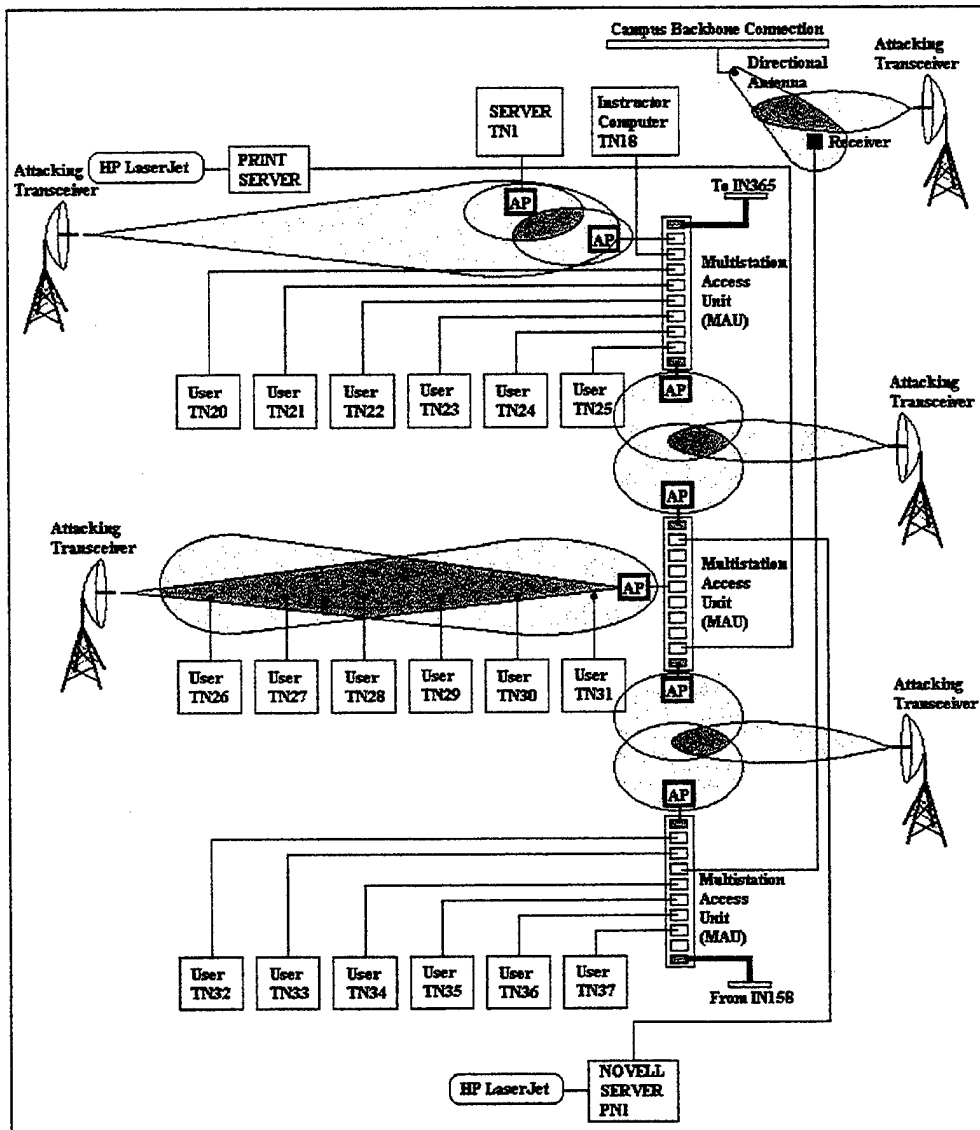 Campus Backbone Connection
Directional
Antenna
Attacking
Transceiver
Receiver
SERVER
TN1
Instructor
Computer
TN18
HP LaserJet
PRINT
SERVER
Attacking
Transceiver
AP
AP
To IN365
Multistation
Access
Unit
(MAU)
User
TN20
User
TN21
User
TN22
User
TN23
User
TN24
User
TN25
AP
Attacking
Transceiver
AP
Attacking
Transceiver
AP
Multistation
Access
Unit
(MAU)
User
TN26
User
TN27
User
TN28
User
TN29
User
TN30
User
TN31
AP
Attacking
Transceiver
AP
Multistation
Access
Unit
(MAU)
User
TN32
User
TN33
User
TN34
User
TN35
User
TN36
User
TN37
From IN158
HP LaserJet
NOVELL
SERVER
PN1